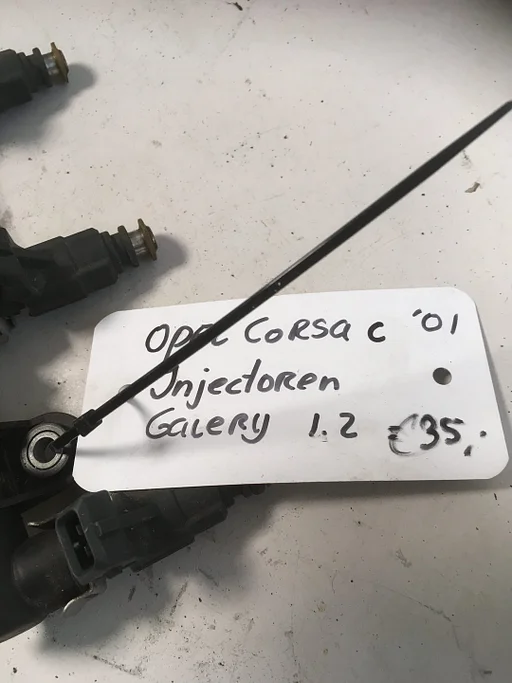 Opel Corsa C '01
Injectoren
Galery 1.2 €35,-